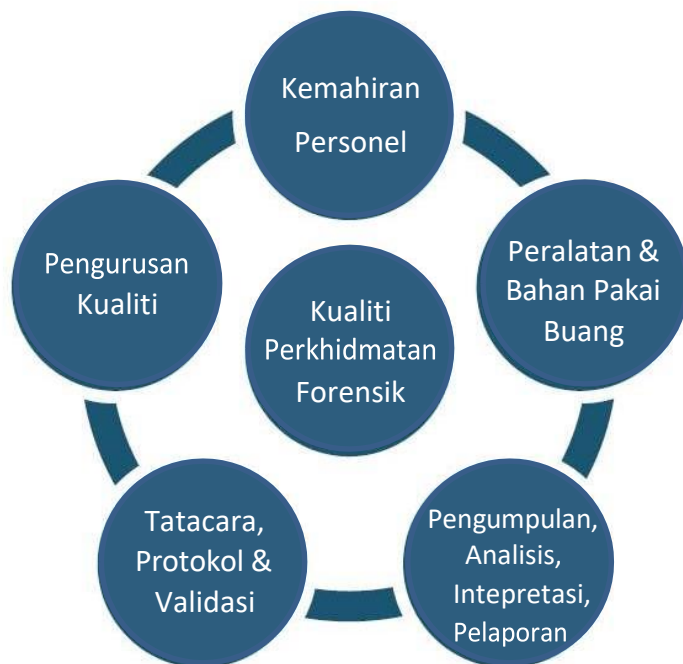 Kemahiran
Personel
Peralatan &
Bahan Pakai
Buang
Pengurusan
Kualiti
Kualiti
Perkhidmatan
Forensik
Tatacara,
Protokol &
Validasi
Pengumpulan,
Analisis,
Intepretasi,
Pelaporan